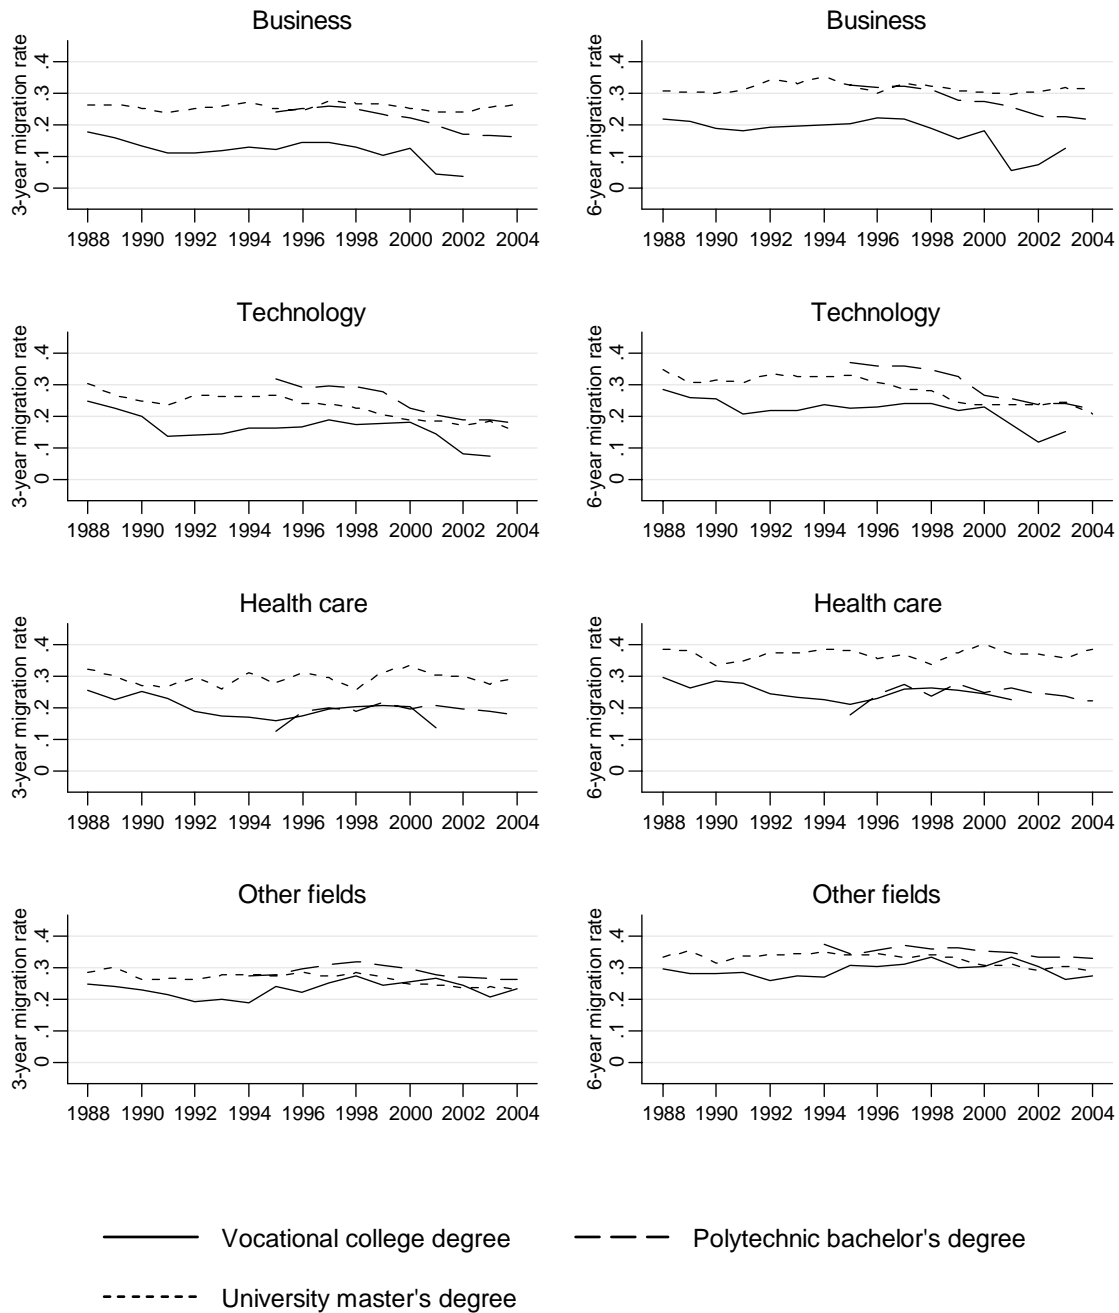 Business
3-year migration rate
.4
.3
.2
.1
0
1988 1990 1992 1994 1996 1998 2000 2002 2004
Business
6-year migration rate
.4
.3
.2
.1
0
1988 1990 1992 1994 1996 1998 2000 2002 2004
Technology
3-year migration rate
.4
.3
.2
.1
0
1988 1990 1992 1994 1996 1998 2000 2002 2004
Technology
6-year migration rate
.4
.3
.2
.1
0
1988 1990 1992 1994 1996 1998 2000 2002 2004
Health care
3-year migration rate
.4
.3
.2
.1
0
1988 1990 1992 1994 1996 1998 2000 2002 2004
Health care
6-year migration rate
.4
.3
.2
.1
0
1988 1990 1992 1994 1996 1998 2000 2002 2004
Other fields
3-year migration rate
.4
.3
.2
.1
0
1988 1990 1992 1994 1996 1998 2000 2002 2004
Other fields
6-year migration rate
.4
.3
.2
.1
0
1988 1990 1992 1994 1996 1998 2000 2002 2004
Vocational college degree
Polytechnic bachelor's degree
University master's degree